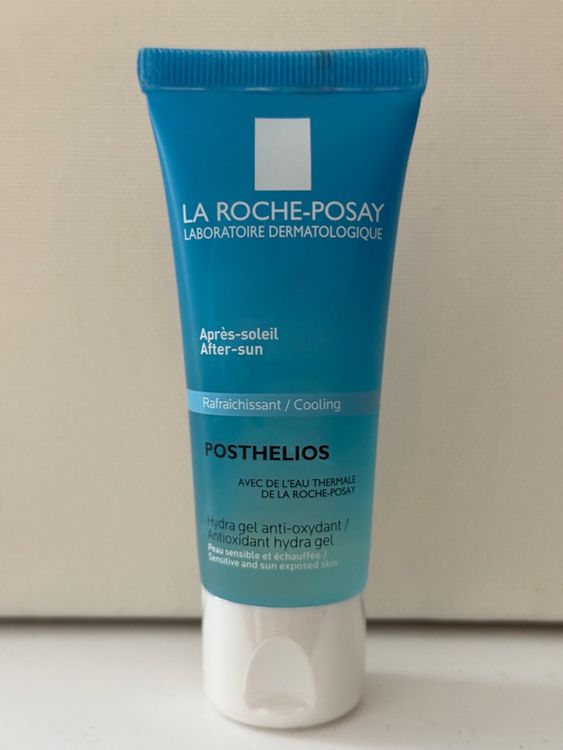 LA ROCHE-POSAY
LABORATOIRE DERMATOLOGIQUE
Après-soleil
After-sun
Rafraîchissant / Cooling
POSTHELIOS
AVEC DE L'EAU THERMALE
DE LA ROCHE-POSAY
Hydra gel anti-oxydant /
Antioxidant hydra gel
Peau sensible et échauffée /
Sensitive and sun exposed skin